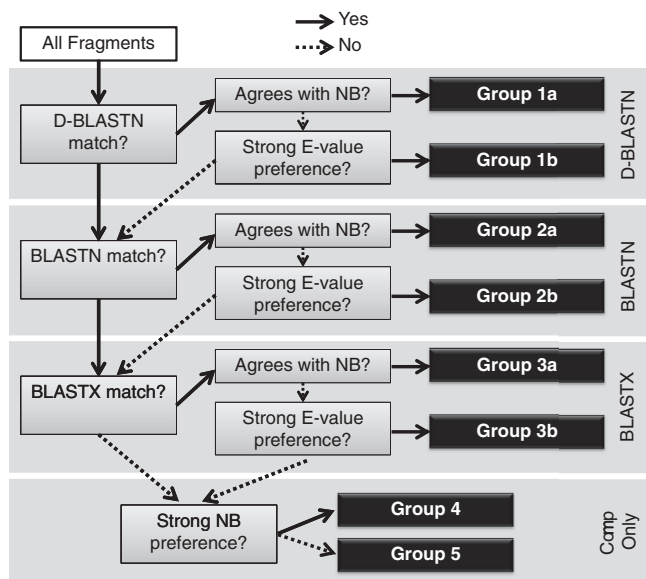 Yes
No
All Fragments
D-BLASTN
match?
Agrees with NB?
Group 1a
Strong E-value
preference?
Group 1b
D-BLASTN
BLASTN match?
Agrees with NB?
Group 2a
Strong E-value
preference?
Group 2b
BLASTN
BLASTX match?
Agrees with NB?
Group 3a
Strong E-value
preference?
Group 3b
BLASTX
Strong NB
preference?
Group 4
Group 5
Comp
Only